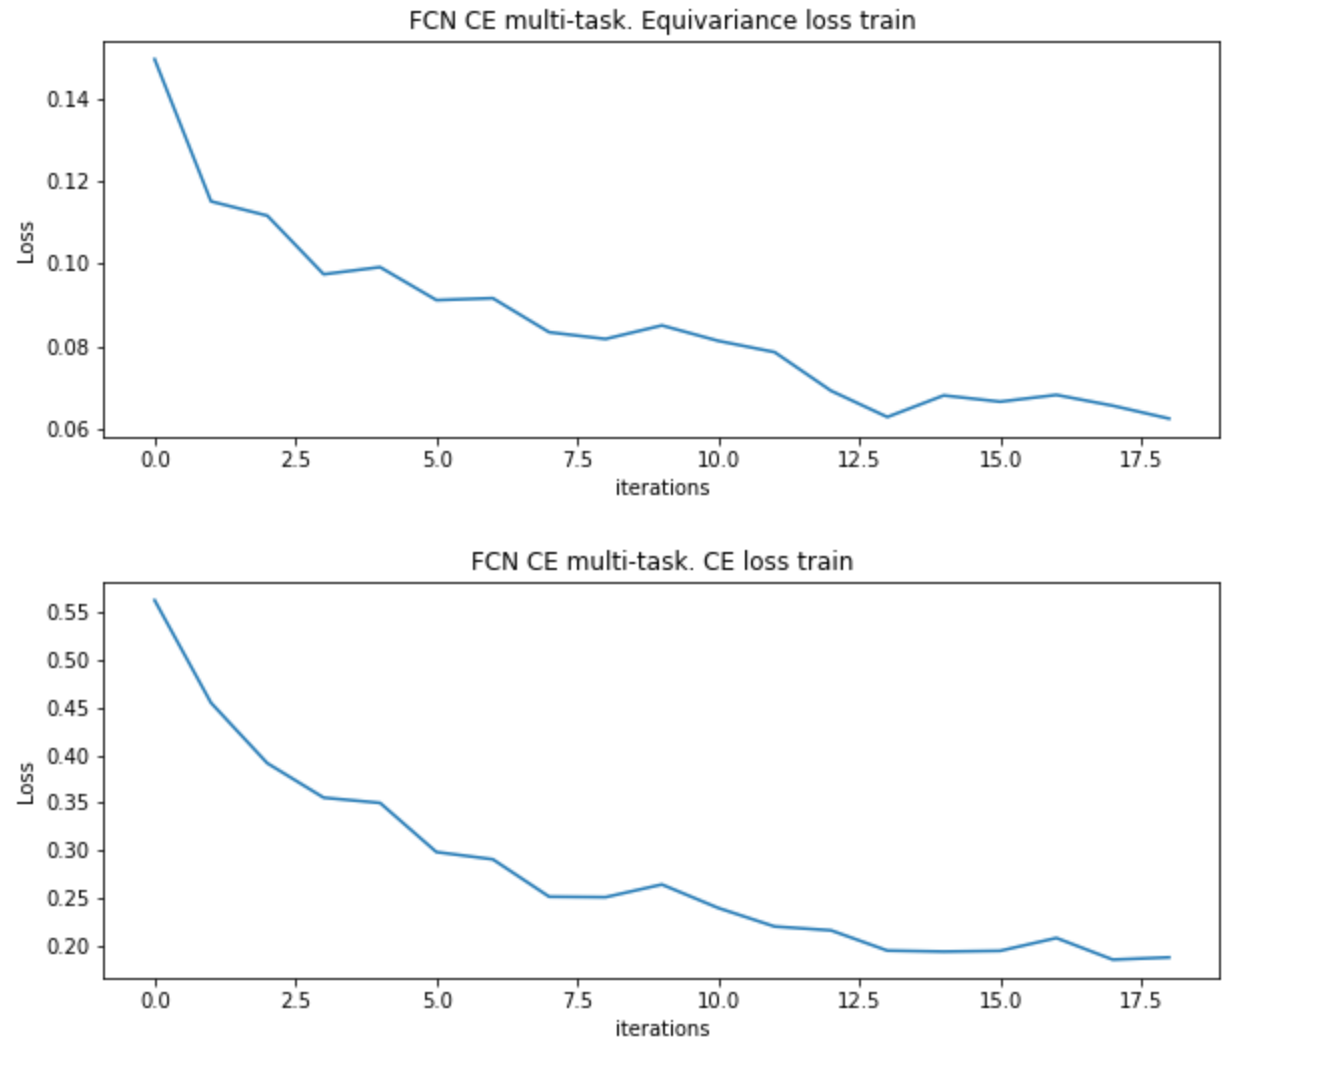 FCN CE multi-task. Equivariance loss train
0.14
0.12
0.10
0.08
0.06
Loss
0.0 2.5 5.0 7.5 10.0 12.5 15.0 17.5
iterations
FCN CE multi-task. CE loss train
0.55
0.50
0.45
0.40
0.35
0.30
0.25
0.20
Loss
0.0 2.5 5.0 7.5 10.0 12.5 15.0 17.5
iterations